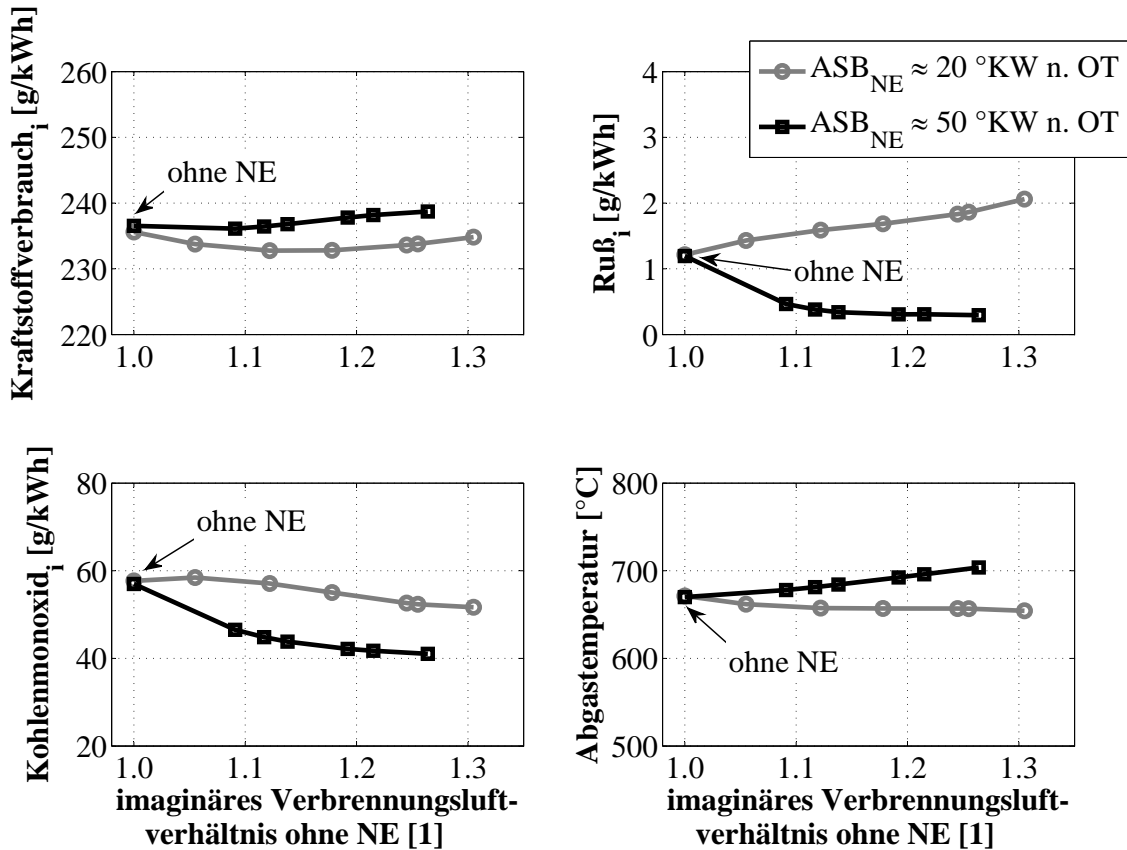 Kraftstoffverbrauch_i [g/kWh]
260
250
240
230
220
ohne NE
1.0 1.1 1.2 1.3
ASB_NE ≈ 20 °KW n. OT
ASB_NE ≈ 50 °KW n. OT
Ruß_i [g/kWh]
4
3
2
1
0
ohne NE
1.0 1.1 1.2 1.3
Kohlenmonoxid_i [g/kWh]
80
60
40
20
ohne NE
1.0 1.1 1.2 1.3
imaginäres Verbrennungsluft-
verhältnis ohne NE [1]
Abgastemperatur [°C]
800
700
600
500
ohne NE
1.0 1.1 1.2 1.3
imaginäres Verbrennungsluft-
verhältnis ohne NE [1]